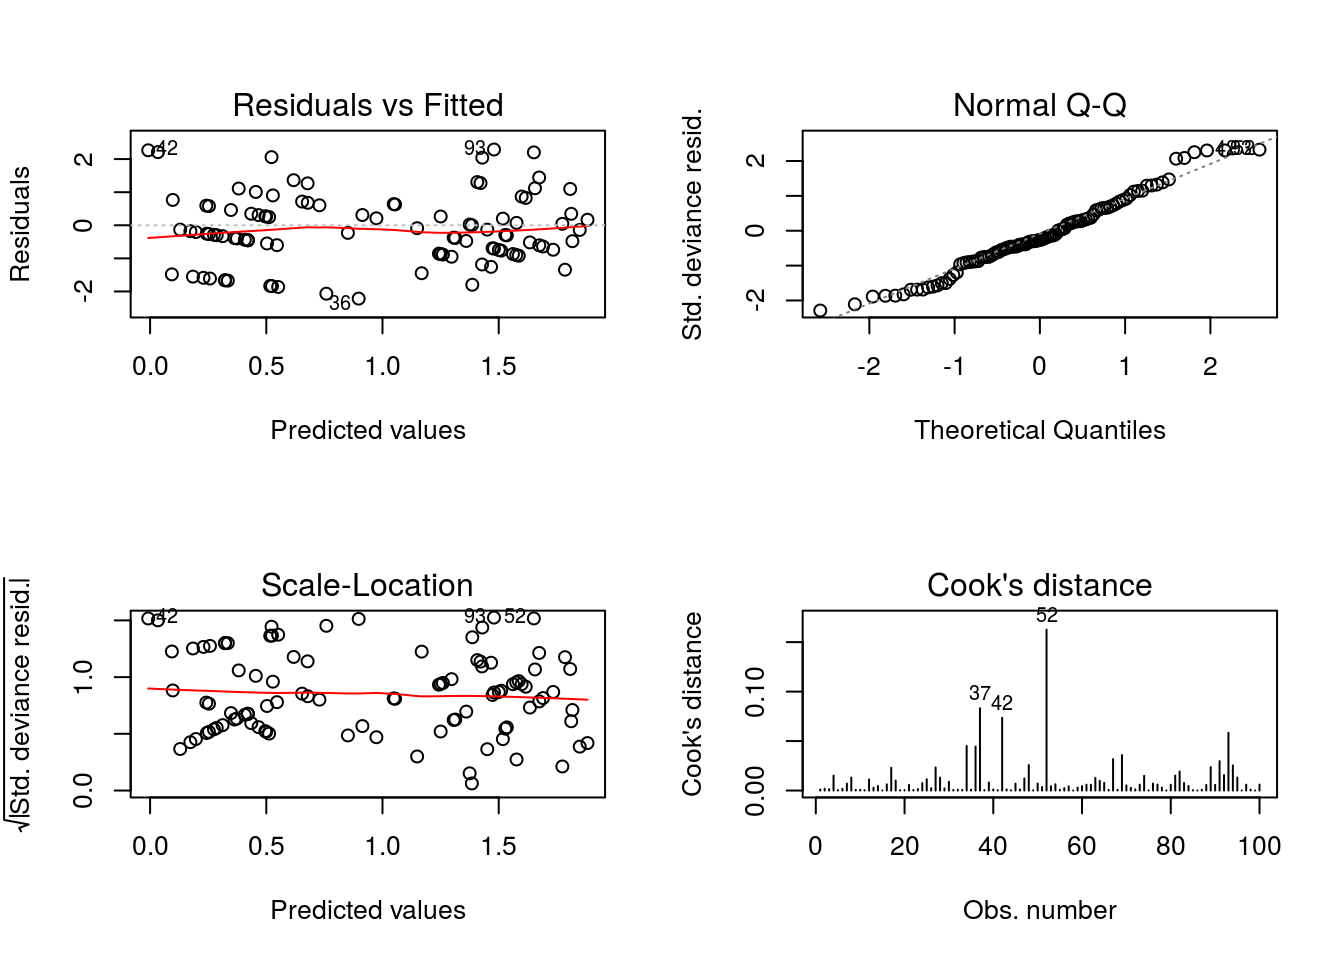 Residuals vs Fitted
Residuals
2
0
-2
42
93
36
0.0 0.5 1.0 1.5
Predicted values
Normal Q-Q
Std. deviance resid.
2
0
-2
-2 -1 0 1 2
Theoretical Quantiles
Scale-Location
√|Std. deviance resid.|
1.0
0.0
42
93
52
0.0 0.5 1.0 1.5
Predicted values
Cook's distance
Cook's distance
0.10
0.00
52
37
42
0 20 40 60 80 100
Obs. number